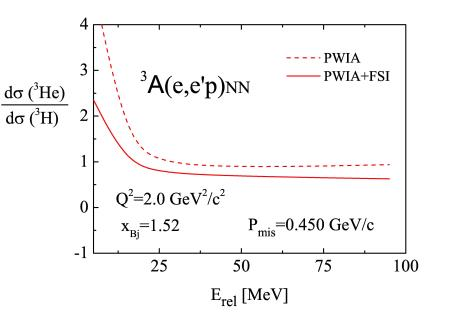 4
3
2
1
0
-1
dσ (³He)
dσ (³H)
PWIA
PWIA+FSI
³A(e,e'p)NN
Q²=2.0 GeV²/c²
x_Bj=1.52
P_mis=0.450 GeV/c
25 50 75 100
E_rel [MeV]